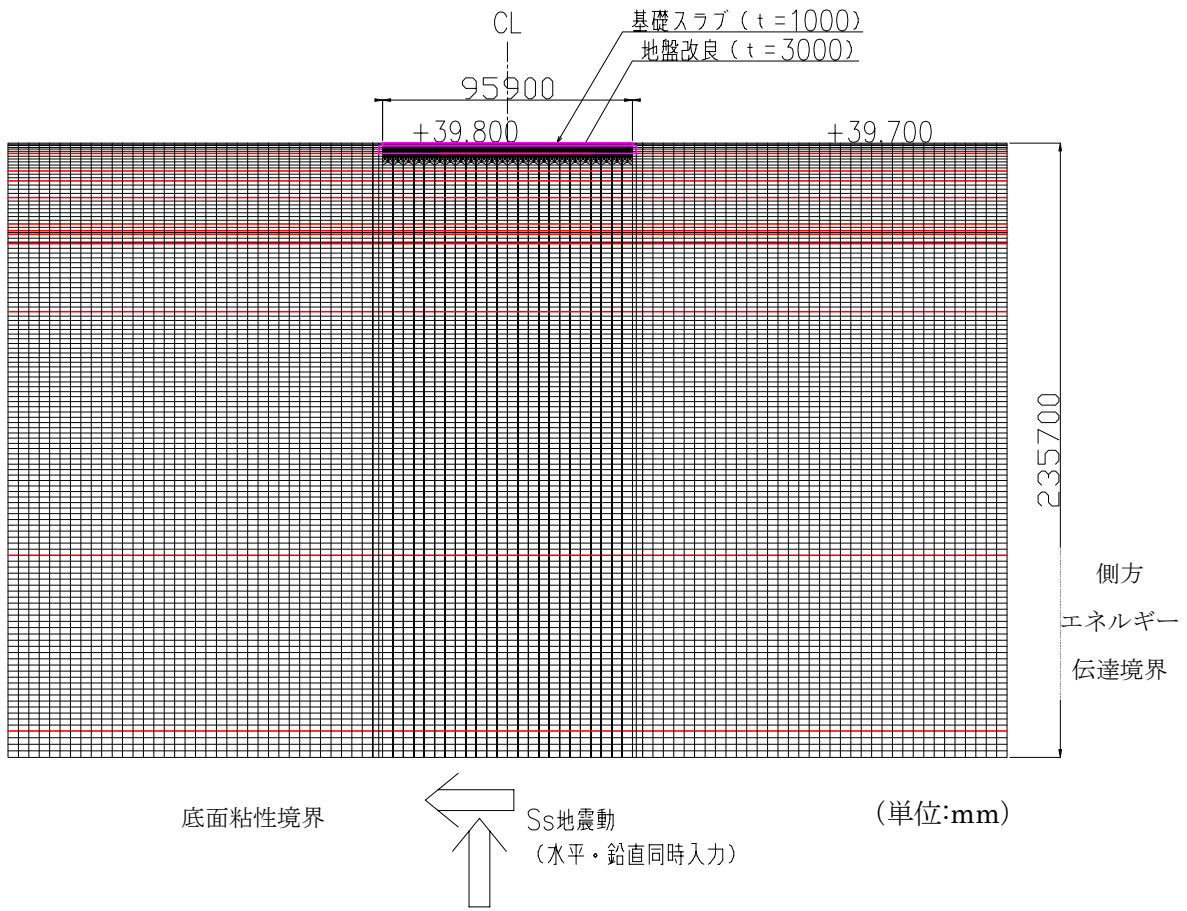 CL
基礎スラブ(t=1000)
地盤改良(t=3000)
95900
+39.800
+39.700
235700
側方
エネルギー
伝達境界
底面粘性境界
Ss地震動
(水平・鉛直同時入力)
(単位:mm)